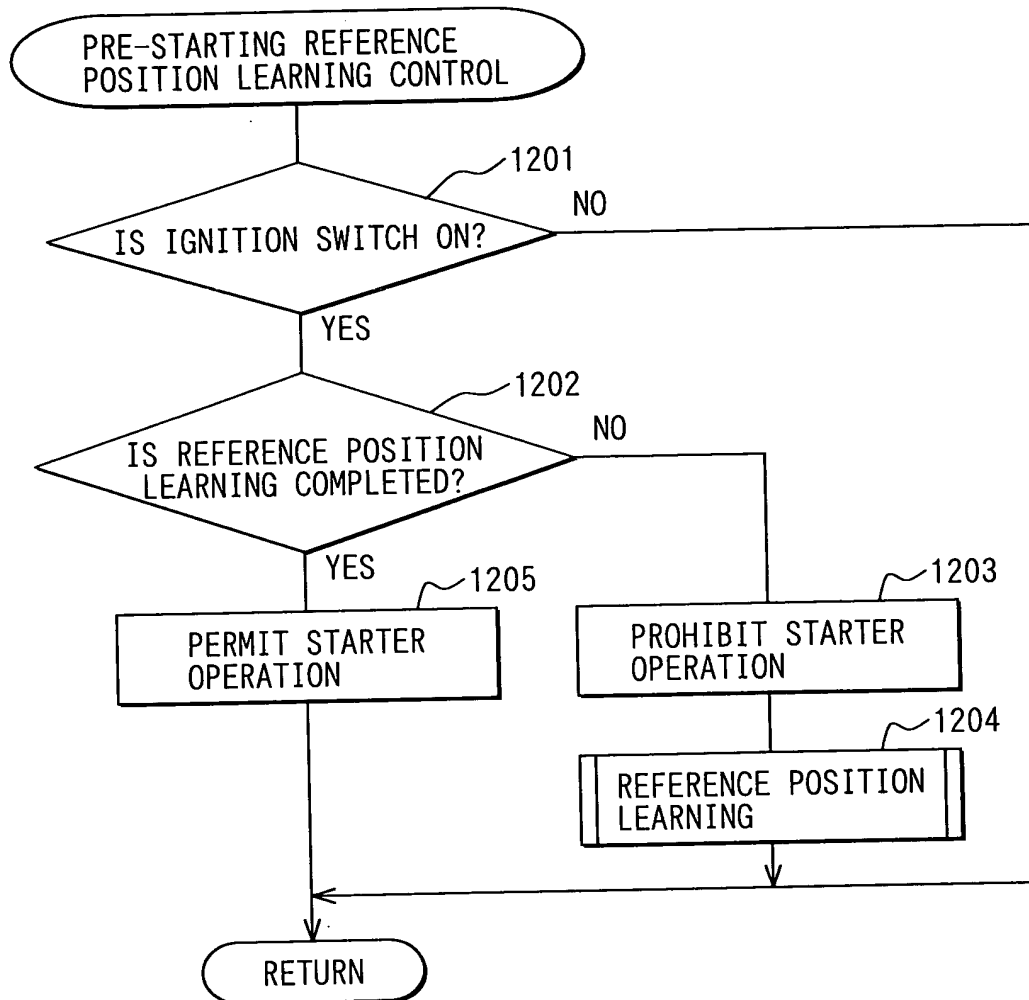 PRE-STARTING REFERENCE
POSITION LEARNING CONTROL
1201
IS IGNITION SWITCH ON?
NO
YES
1202
IS REFERENCE POSITION
LEARNING COMPLETED?
NO
YES
1205
PERMIT STARTER
OPERATION
1203
PROHIBIT STARTER
OPERATION
1204
REFERENCE POSITION
LEARNING
RETURN